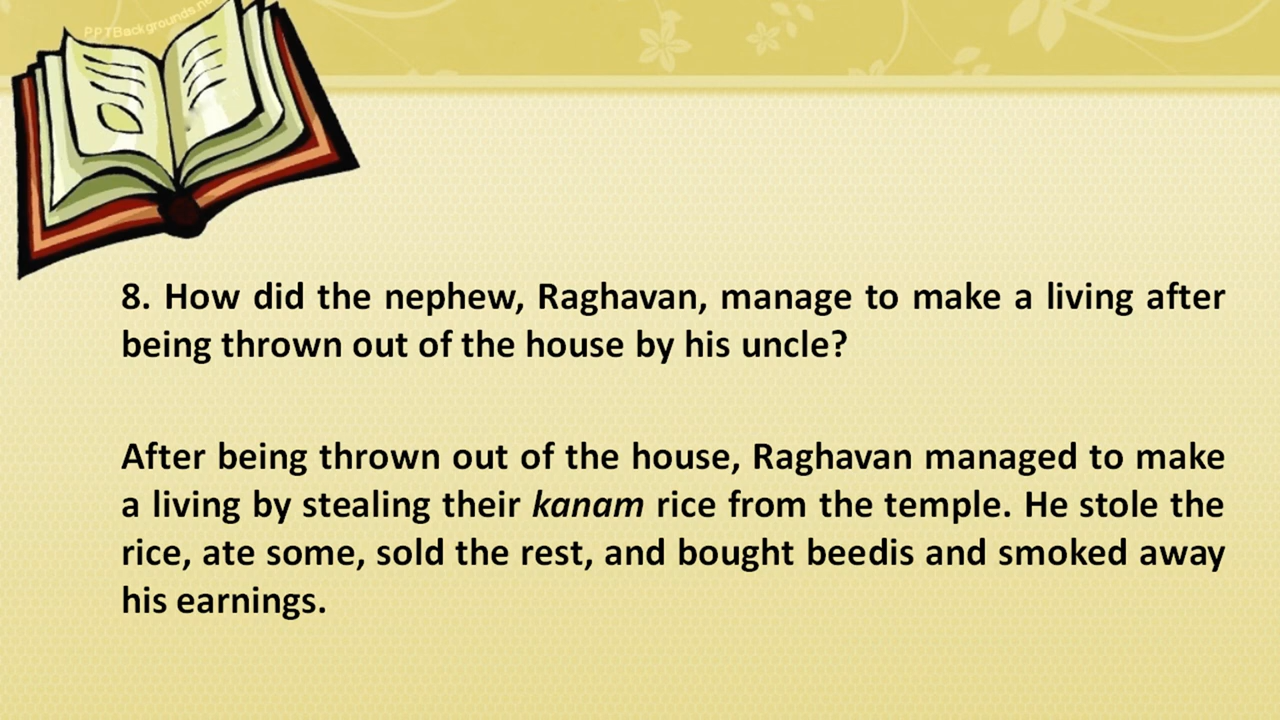 PPTBackgrounds.ne
8. How did the nephew, Raghavan, manage to make a living after
being thrown out of the house by his uncle?
After being thrown out of the house, Raghavan managed to make
a living by stealing their kanam rice from the temple. He stole the
rice, ate some, sold the rest, and bought beedis and smoked away
his earnings.